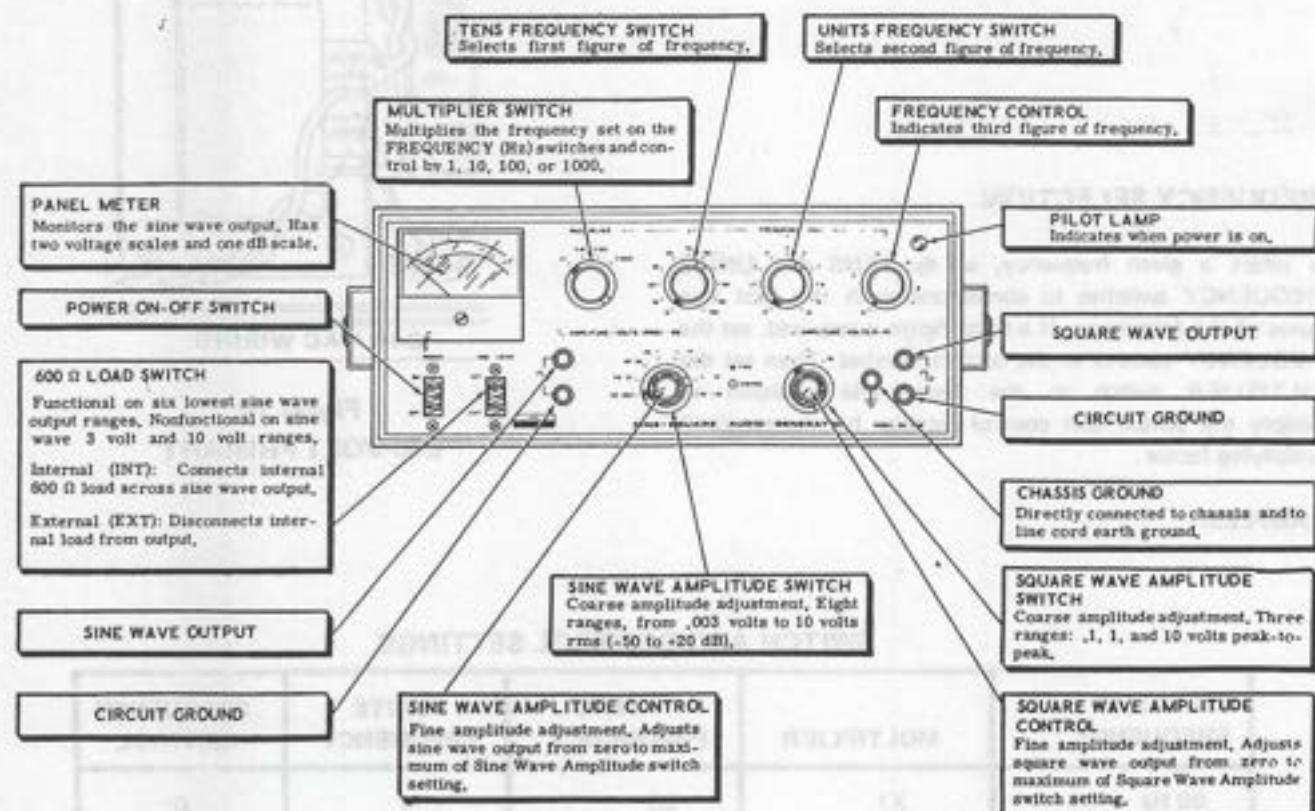 TENS FREQUENCY SWITCH
Selects first figure of frequency.
UNITS FREQUENCY SWITCH
Selects second figure of frequency.
MULTIPLIER SWITCH
Multiplies the frequency set on the
FREQUENCY (Hz) switches and con-
trol by 1, 10, 100, or 1000.
FREQUENCY CONTROL
Indicates third figure of frequency.
PANEL METER
Monitors the sine wave output. Has
two voltage scales and one dB scale.
PILOT LAMP
Indicates when power is on.
POWER ON-OFF SWITCH
SQUARE WAVE OUTPUT
600 Ω LOAD SWITCH
Functional on six lowest sine wave
output ranges. Nonfunctional on sine
wave 3 volt and 10 volt ranges.
Internal (INT): Connects internal
600 Ω load across sine wave output.
External (EXT): Disconnects inter-
nal load from output.
CIRCUIT GROUND
CHASSIS GROUND
Directly connected to chassis and to
line cord earth ground.
SINE WAVE AMPLITUDE SWITCH
Coarse amplitude adjustment. Eight
ranges, from .003 volts to 10 volts
rms (-50 to +20 dB).
SQUARE WAVE AMPLITUDE
SWITCH
Coarse amplitude adjustment. Three
ranges: .1, 1, and 10 volts peak-to-
peak.
SINE WAVE OUTPUT
CIRCUIT GROUND
SINE WAVE AMPLITUDE CONTROL
Fine amplitude adjustment. Adjusts
sine wave output from zero to maxi-
mum of Sine Wave Amplitude switch
setting.
SQUARE WAVE AMPLITUDE
CONTROL
Fine amplitude adjustment. Adjusts
square wave output from zero to
maximum of Square Wave Amplitude
switch setting.